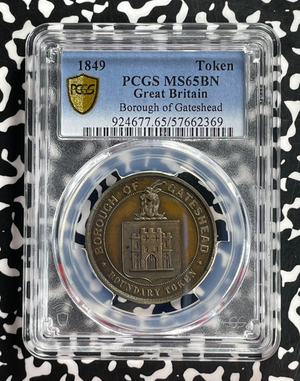 1849 Token
PCGS MS65BN
Great Britain
Borough of Gateshead
924677.65/57662369
PCGS
BOROUGH OF GATESHEAD
BOUNDARY TOKEN